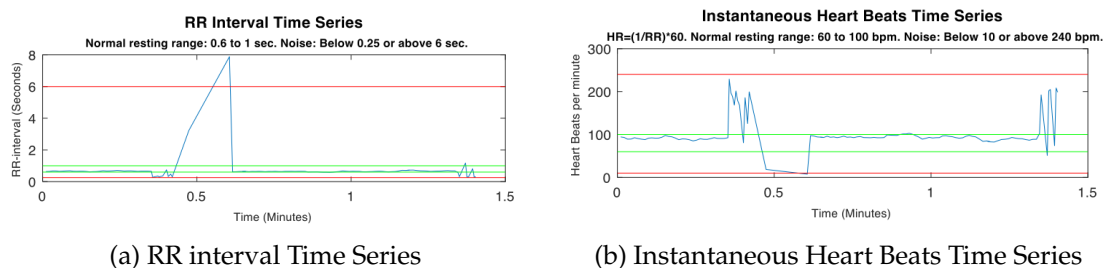 RR Interval Time Series
Normal resting range: 0.6 to 1 sec. Noise: Below 0.25 or above 6 sec.
8
6
4
2
0
RR-interval (Seconds)
0
0.5
1
1.5
Time (Minutes)
(a) RR interval Time Series
Instantaneous Heart Beats Time Series
HR=(1/RR)*60. Normal resting range: 60 to 100 bpm. Noise: Below 10 or above 240 bpm.
300
200
100
0
Heart Beats per minute
0
0.5
1
1.5
Time (Minutes)
(b) Instantaneous Heart Beats Time Series